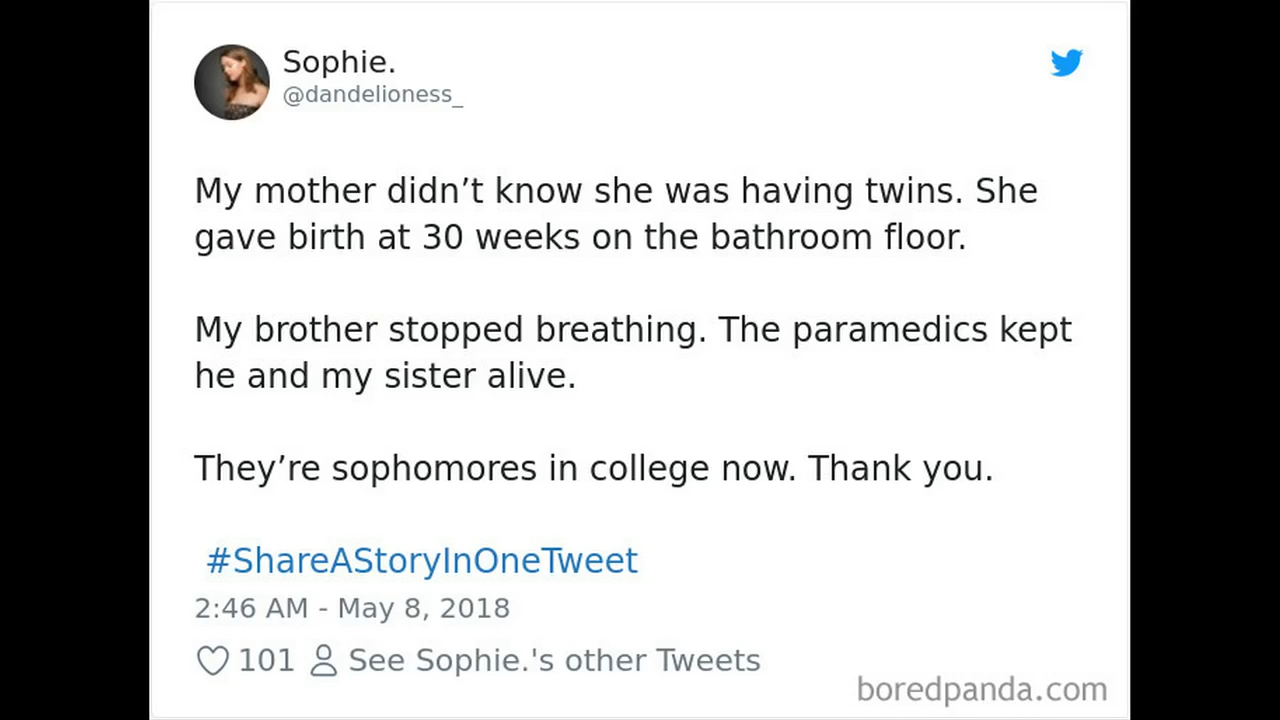 Sophie.
@dandelioness_
My mother didn’t know she was having twins. She
gave birth at 30 weeks on the bathroom floor.
My brother stopped breathing. The paramedics kept
he and my sister alive.
They’re sophomores in college now. Thank you.
#ShareAStoryInOneTweet
2:46 AM - May 8, 2018
101 See Sophie.'s other Tweets
boredpanda.com